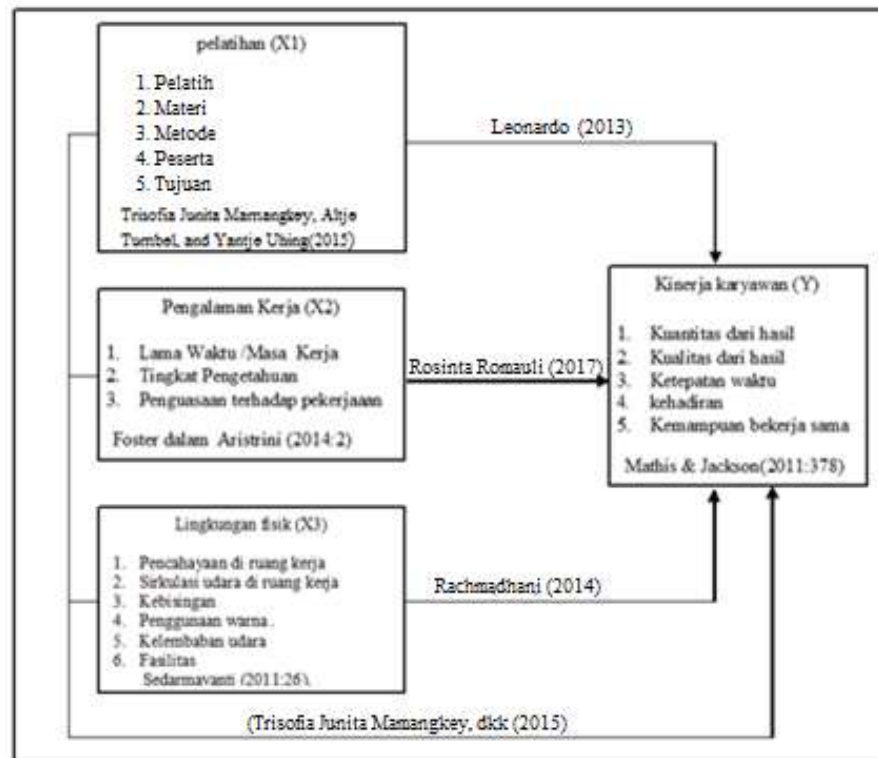 pelatihan (X1)
1. Pelatih
2. Materi
3. Metode
4. Peserta
5. Tujuan
Trisofia Junita Mamangkey, Altje
Tumbel, and Yantje Uhing(2015)
Leonardo (2013)
Pengalaman Kerja (X2)
1. Lama Waktu /Masa Kerja
2. Tingkat Pengetahuan
3. Penguasaan terhadap pekerjaaan
Foster dalam Aristrini (2014:2)
Rosinta Romauli (2017)
Kinerja karyawan (Y)
1. Kuantitas dari hasil
2. Kualitas dari hasil
3. Ketepatan waktu
4. kehadiran
5. Kemampuan bekerja sama
Mathis & Jackson(2011:378)
Lingkungan fisik (X3)
1. Pencahayaan di ruang kerja
2. Sirkulasi udara di ruang kerja
3. Kebisingan
4. Penggunaan warna .
5. Kelembaban udara
6. Fasilitas
Sedarmayanti (2011:26).
Rachmadhani (2014)
(Trisofia Junita Mamangkey, dkk (2015)